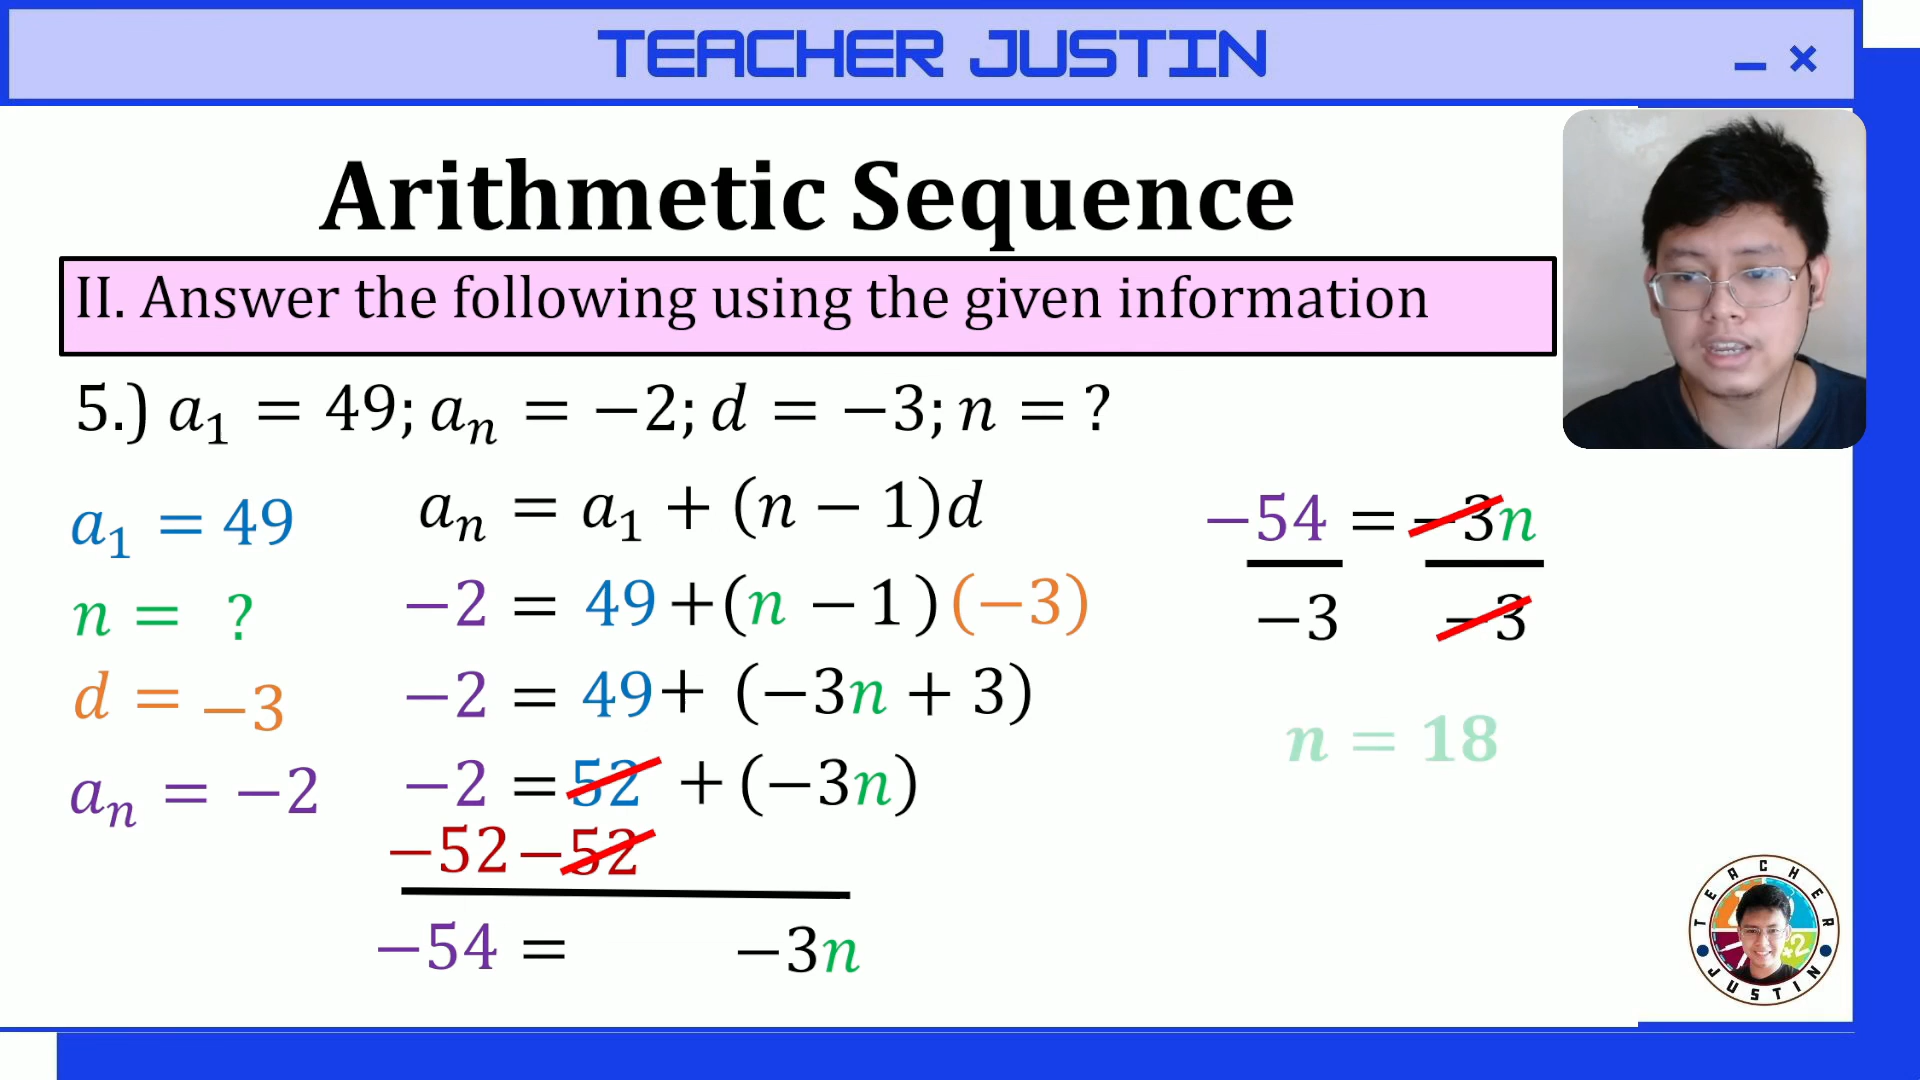 TEACHER JUSTIN
Arithmetic Sequence
II. Answer the following using the given information
5.) a₁ = 49; aₙ = −2; d = −3; n = ?
a₁ = 49
n = ?
d = −3
aₙ = −2
aₙ = a₁ + (n − 1)d
−2 = 49 +(n − 1)(−3)
−2 = 49+ (−3n + 3)
−2 = 52 + (−3n)
−52 −52
−54 = −3n
−54 = −3n
−3 −3
n = 18
TEACHER
JUSTIN